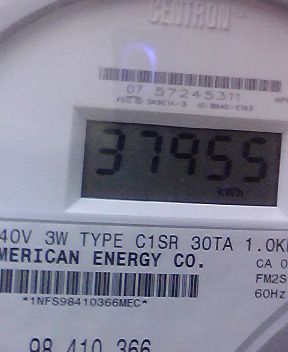 CENTRON
07 57245311
37955
kWh
40V 3W TYPE C1SR 30TA 1.0K
MERICAN ENERGY CO.
CA 0
FM2S
60Hz
*1NFS98410366MEC*
98 410 366